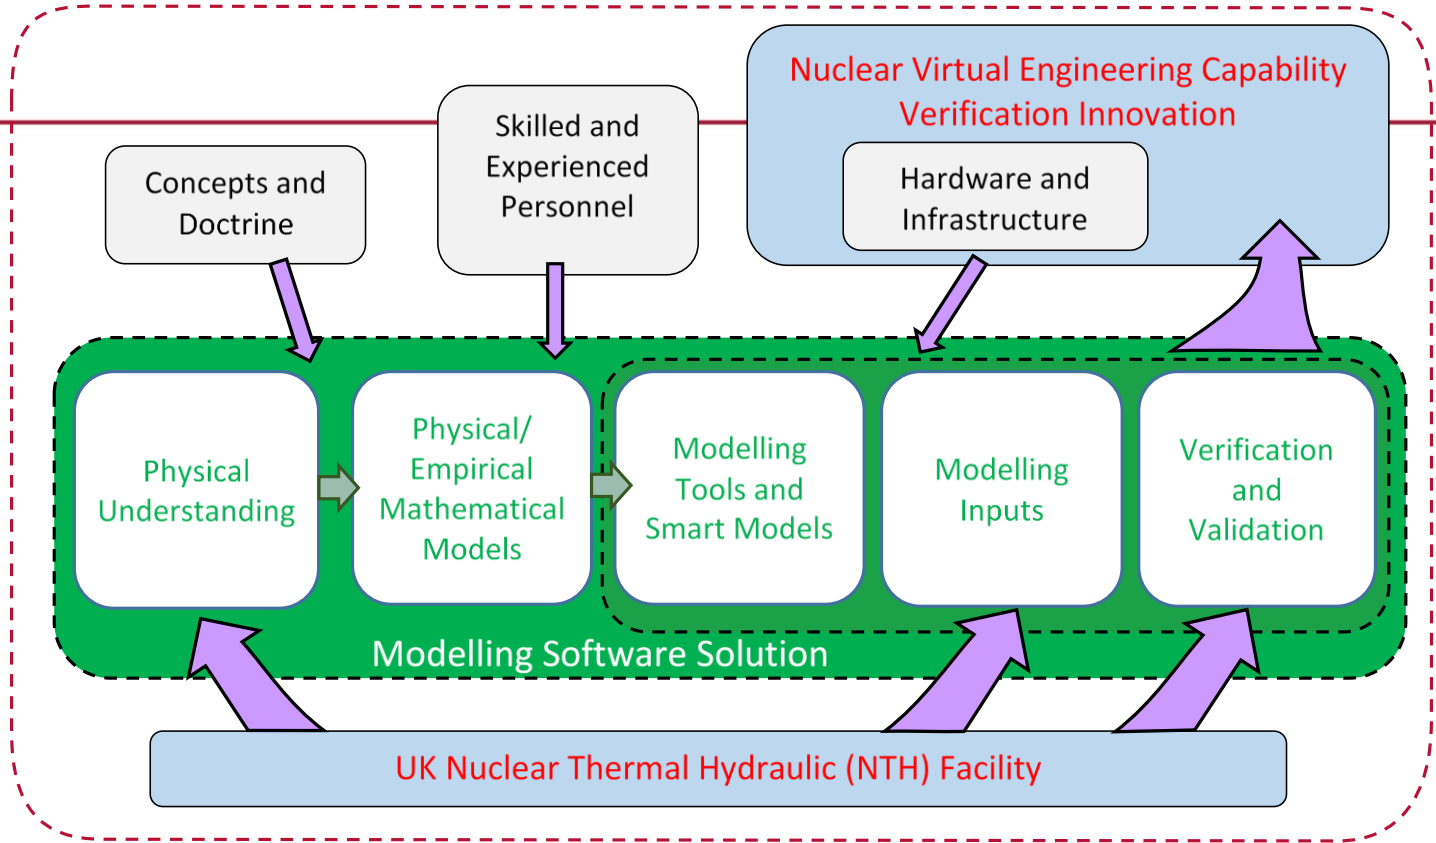 Nuclear Virtual Engineering Capability
Verification Innovation
Skilled and
Experienced
Personnel
Concepts and
Doctrine
Hardware and
Infrastructure
Physical
Understanding
Physical/
Empirical
Mathematical
Models
Modelling
Tools and
Smart Models
Modelling
Inputs
Verification
and
Validation
Modelling Software Solution
UK Nuclear Thermal Hydraulic (NTH) Facility